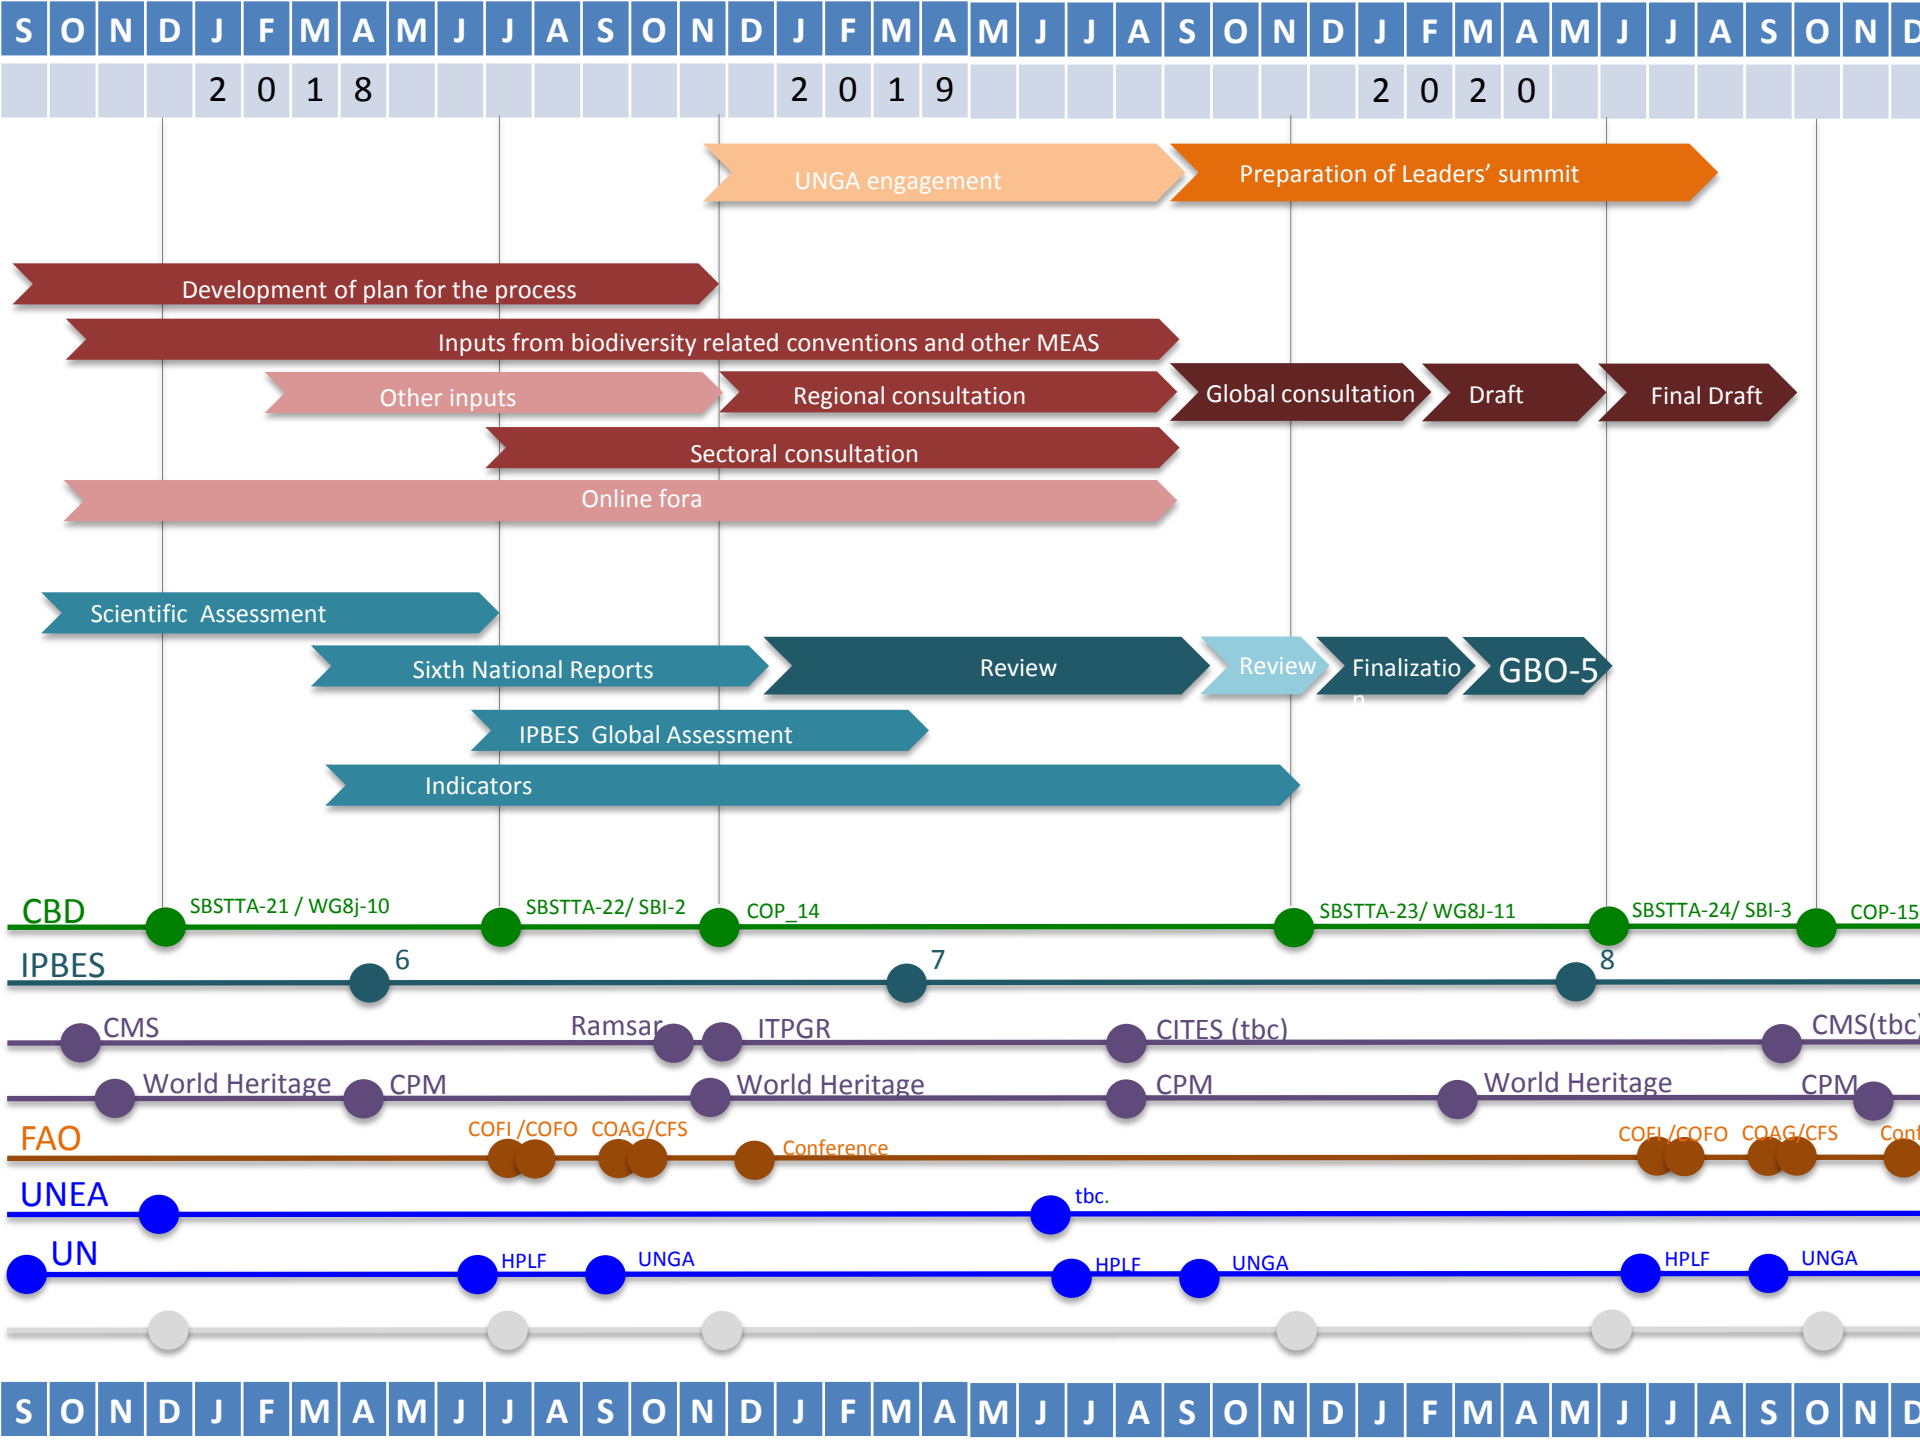 S O N D J F M A M J J A S O N D J F M A M J J A S O N D J F M A M J J A S O N D
2 0 1 8 2 0 1 9 2 0 2 0
UNGA engagement
Preparation of Leaders’ summit
Development of plan for the process
Inputs from biodiversity related conventions and other MEAS
Other inputs
Regional consultation
Global consultation
Draft
Final Draft
Sectoral consultation
Online fora
Scientific Assessment
Sixth National Reports
Review
Review
Finalizatio
n
GBO-5
IPBES Global Assessment
Indicators
CBD
SBSTTA-21 / WG8j-10
SBSTTA-22/ SBI-2
COP_14
SBSTTA-23/ WG8J-11
SBSTTA-24/ SBI-3
COP-15
IPBES
6
7
8
CMS
Ramsar
ITPGR
CITES (tbc)
CMS(tbc)
World Heritage
CPM
World Heritage
CPM
World Heritage
CPM
FAO
COFI /COFO
COAG/CFS
Conference
COFI /COFO
COAG/CFS
Conf
UNEA
tbc.
UN
HPLF
UNGA
HPLF
UNGA
HPLF
UNGA
S O N D J F M A M J J A S O N D J F M A M J J A S O N D J F M A M J J A S O N D